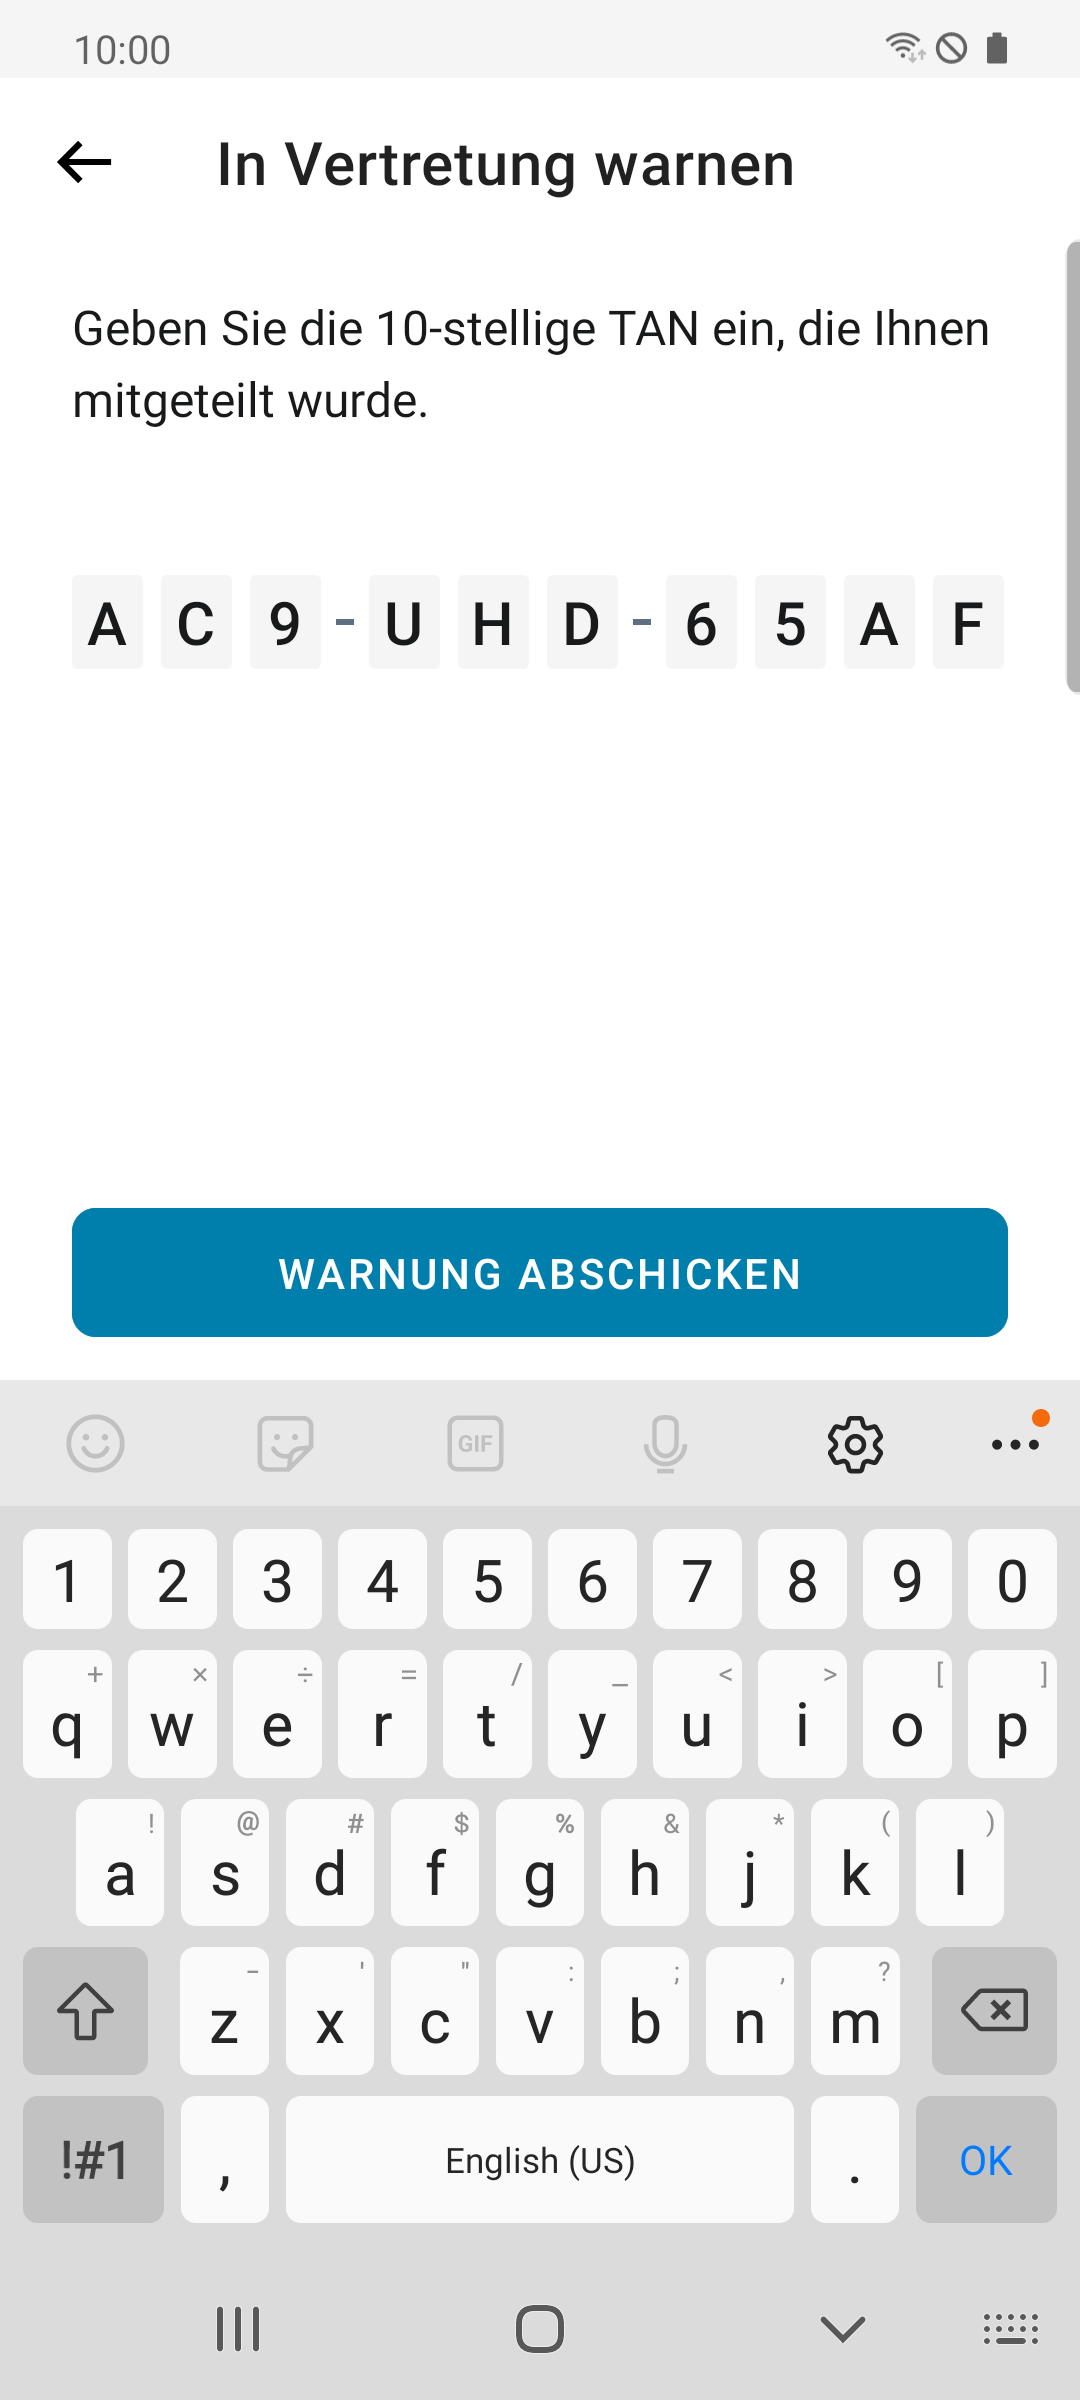 10:00
In Vertretung warnen
Geben Sie die 10-stellige TAN ein, die Ihnen
mitgeteilt wurde.
A C 9 - U H D - 6 5 A F
WARNUNG ABSCHICKEN
GIF
1 2 3 4 5 6 7 8 9 0
+ × ÷ = / _ < > [ ]
q w e r t y u i o p
! @ # $ % & * ( )
a s d f g h j k l
- ' " : ; , ?
z x c v b n m
!#1 , English (US) . OK